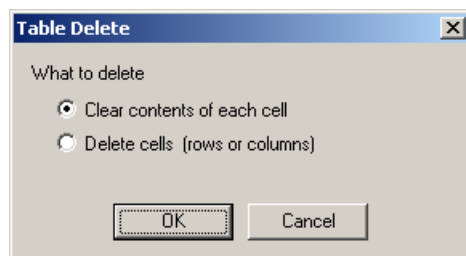 Table Delete
What to delete
Clear contents of each cell
Delete cells (rows or columns)
OK
Cancel